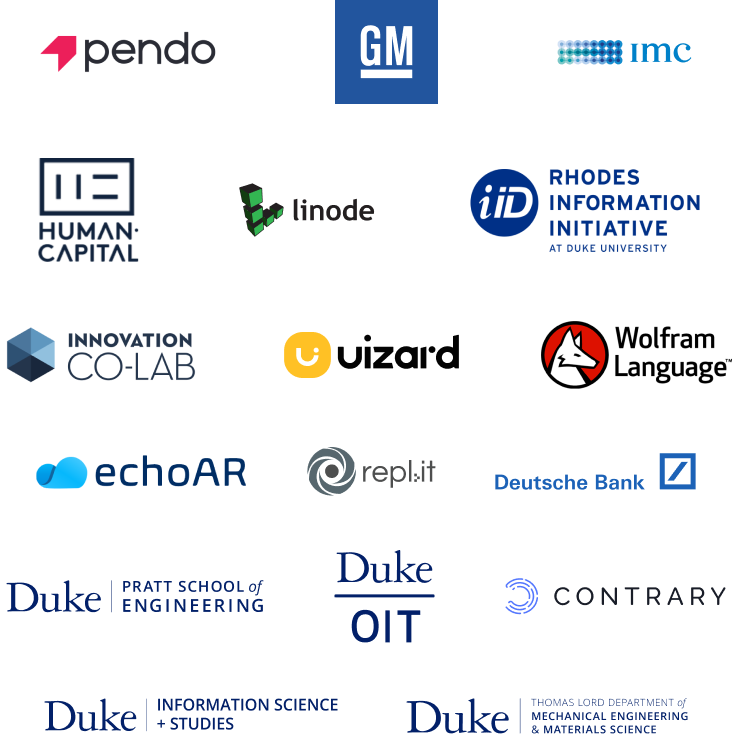 pendo
GM
imc
HUMAN·
CAPITAL
linode
iiD
RHODES
INFORMATION
INITIATIVE
AT DUKE UNIVERSITY
INNOVATION
CO-LAB
uizard
Wolfram
Language™
echoAR
repl.it
Deutsche Bank
Duke
PRATT SCHOOL of
ENGINEERING
Duke
OIT
CONTRARY
Duke
INFORMATION SCIENCE
+ STUDIES
Duke
THOMAS LORD DEPARTMENT of
MECHANICAL ENGINEERING
& MATERIALS SCIENCE